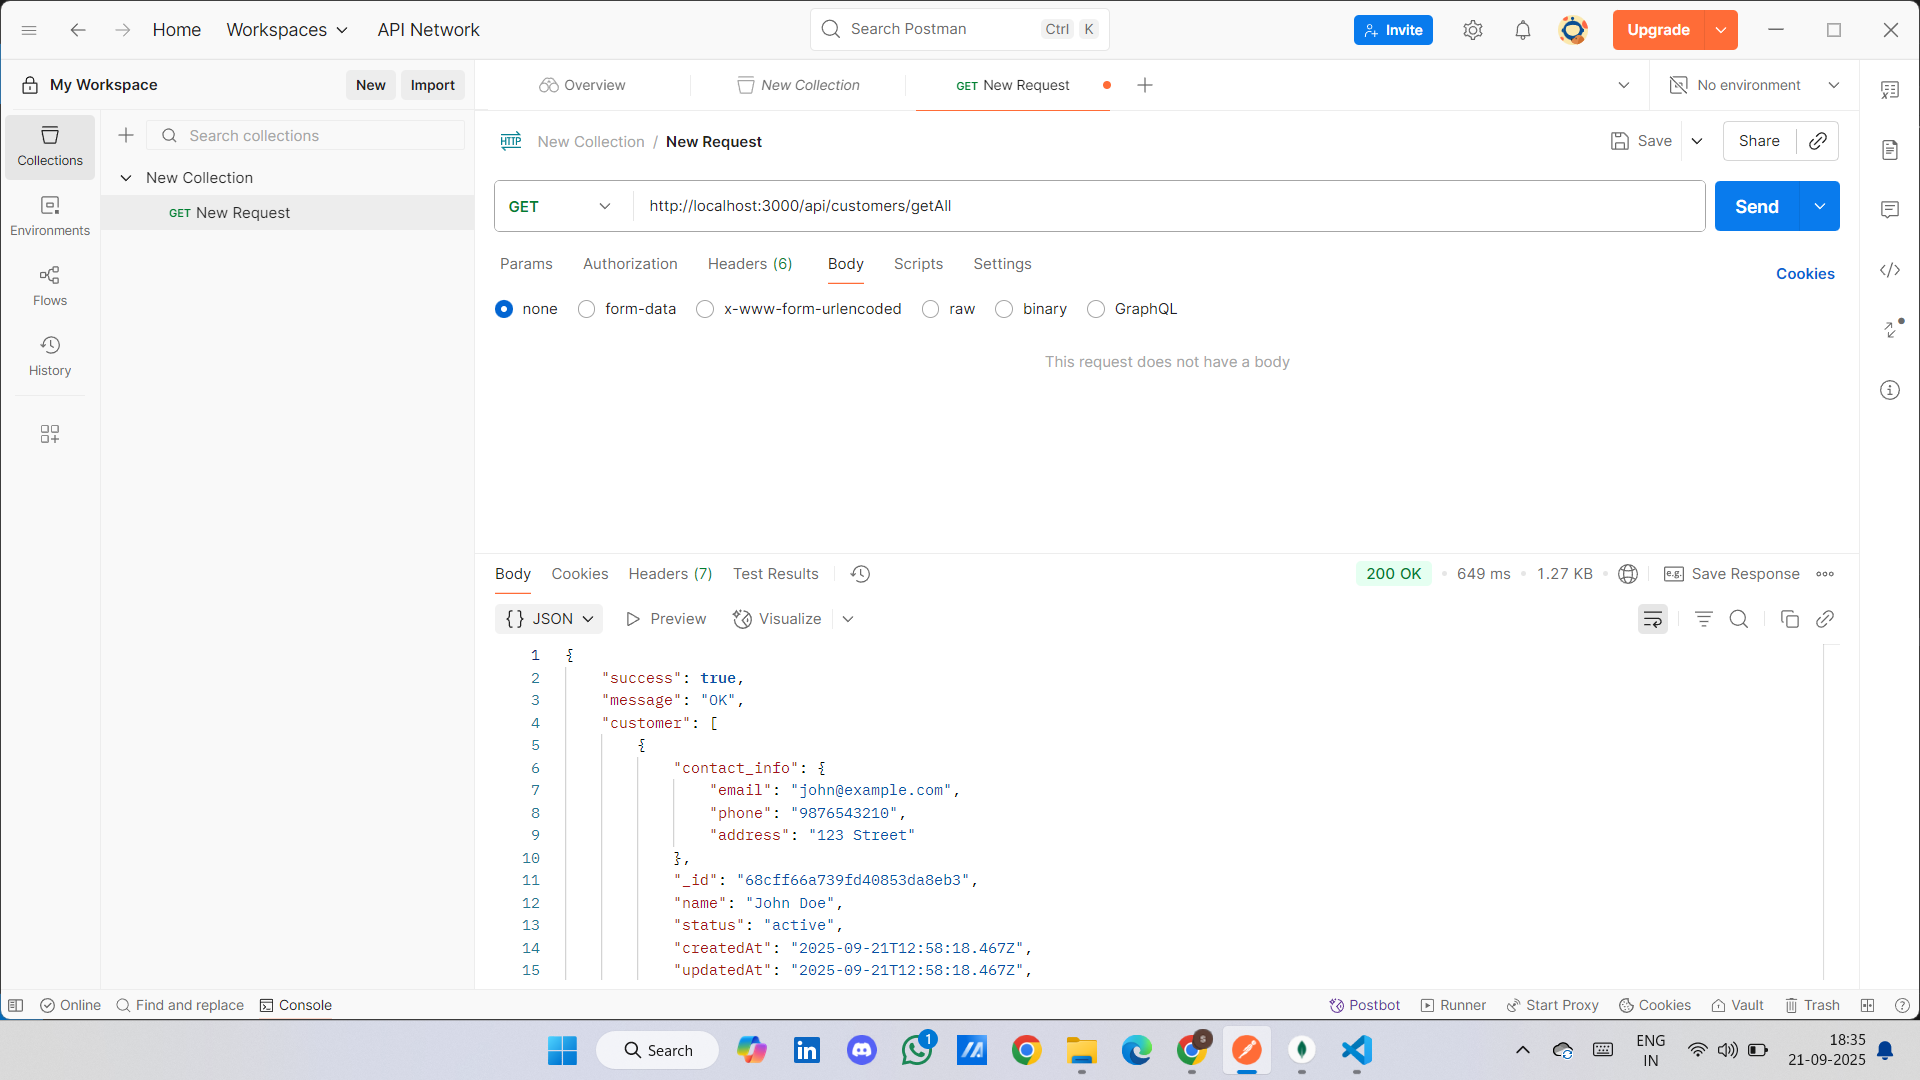 Home Workspaces API Network Search Postman Ctrl K Invite Upgrade
My Workspace New Import Overview New Collection GET New Request No environment
Collections
Environments
Flows
History
Search collections
New Collection
GET New Request
HTTP New Collection / New Request Save Share
GET http://localhost:3000/api/customers/getAll Send
Params Authorization Headers (6) Body Scripts Settings Cookies
none form-data x-www-form-urlencoded raw binary GraphQL
This request does not have a body
Body Cookies Headers (7) Test Results 200 OK • 649 ms • 1.27 KB • e.g. Save Response
{} JSON Preview Visualize
1 {
2 "success": true,
3 "message": "OK",
4 "customer": [
5 {
6 "contact_info": {
7 "email": "john@example.com",
8 "phone": "9876543210",
9 "address": "123 Street"
10 },
11 "_id": "68cff66a739fd40853da8eb3",
12 "name": "John Doe",
13 "status": "active",
14 "createdAt": "2025-09-21T12:58:18.467Z",
15 "updatedAt": "2025-09-21T12:58:18.467Z",
Online Find and replace Console Postbot Runner Start Proxy Cookies Vault Trash
Search 1 S ENG IN 18:35
21-09-2025